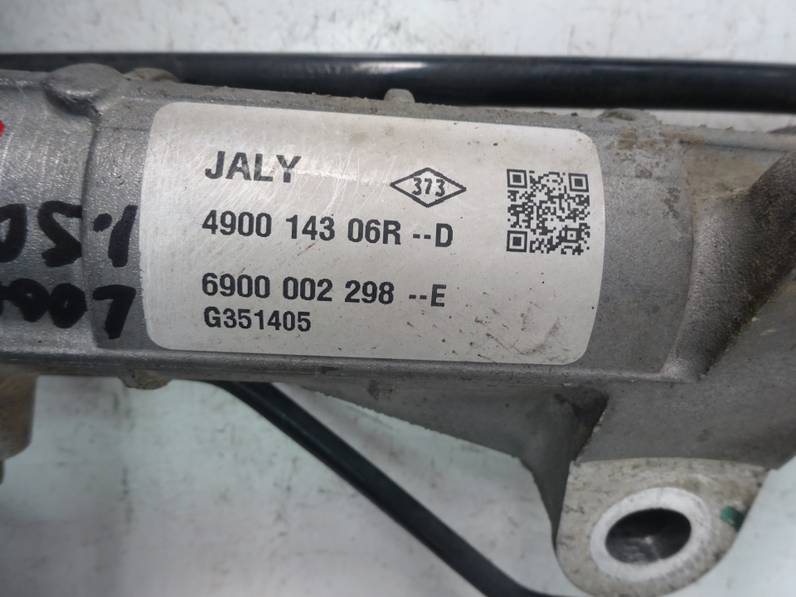 JALY
373
4900 143 06R --D
6900 002 298 --E
G351405